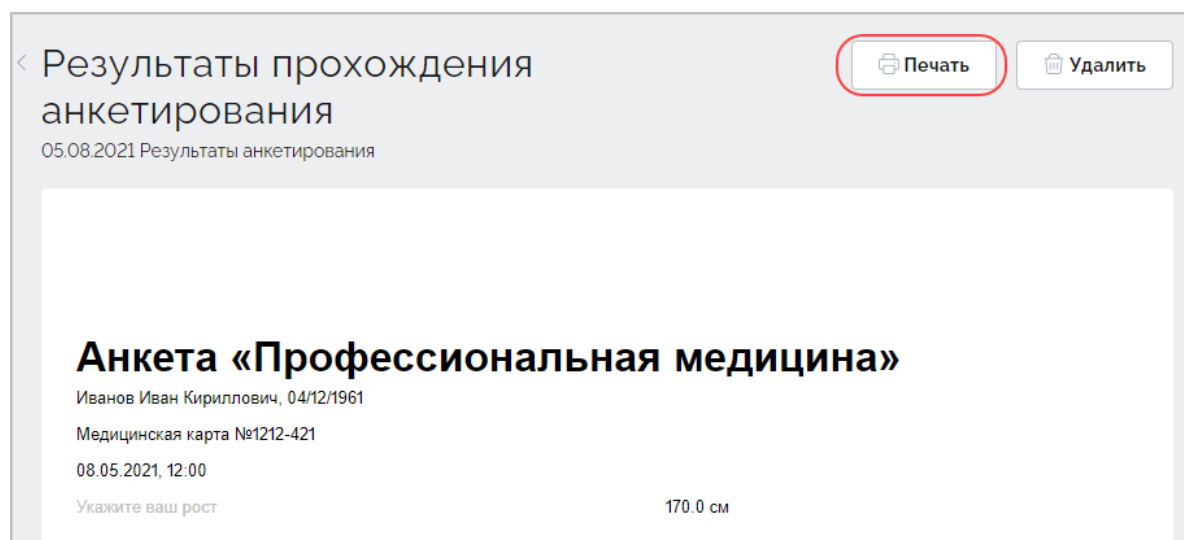 Результаты прохождения
анкетирования
Печать
Удалить
05.08.2021 Результаты анкетирования
Анкета «Профессиональная медицина»
Иванов Иван Кириллович, 04/12/1961
Медицинская карта №1212-421
08.05.2021, 12:00
Укажите ваш рост 170.0 см